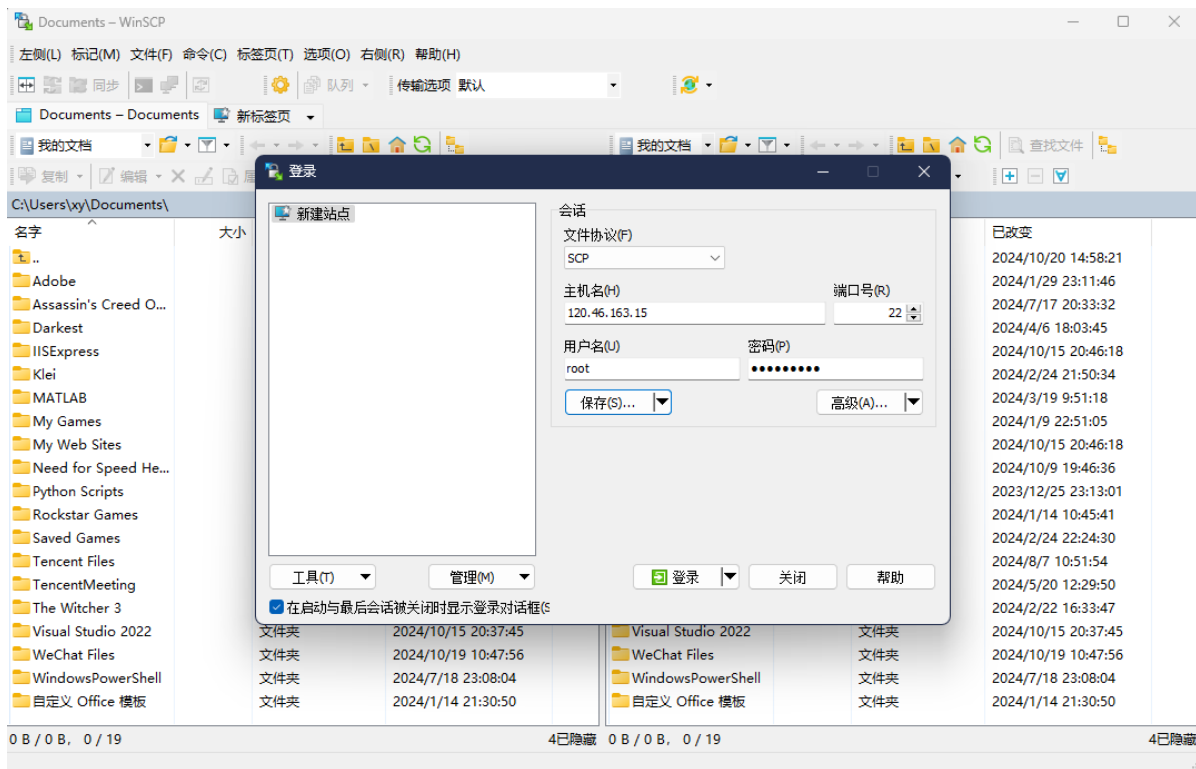 Documents – WinSCP
左侧(L) 标记(M) 文件(F) 命令(C) 标签页(T) 选项(O) 右侧(R) 帮助(H)
同步 队列 传输选项 默认
Documents – Documents 新标签页
我的文档 我的文档 查找文件
复制 编辑
C:\Users\xy\Documents\
名字 大小 已改变
.. 2024/10/20 14:58:21
Adobe 2024/1/29 23:11:46
Assassin's Creed O... 2024/7/17 20:33:32
Darkest 2024/4/6 18:03:45
IISExpress 2024/10/15 20:46:18
Klei 2024/2/24 21:50:34
MATLAB 2024/3/19 9:51:18
My Games 2024/1/9 22:51:05
My Web Sites 2024/10/15 20:46:18
Need for Speed He... 2024/10/9 19:46:36
Python Scripts 2023/12/25 23:13:01
Rockstar Games 2024/1/14 10:45:41
Saved Games 2024/2/24 22:24:30
Tencent Files 2024/8/7 10:51:54
TencentMeeting 2024/5/20 12:29:50
The Witcher 3 2024/2/22 16:33:47
Visual Studio 2022 文件夹 2024/10/15 20:37:45 Visual Studio 2022 文件夹 2024/10/15 20:37:45
WeChat Files 文件夹 2024/10/19 10:47:56 WeChat Files 文件夹 2024/10/19 10:47:56
WindowsPowerShell 文件夹 2024/7/18 23:08:04 WindowsPowerShell 文件夹 2024/7/18 23:08:04
自定义 Office 模板 文件夹 2024/1/14 21:30:50 自定义 Office 模板 文件夹 2024/1/14 21:30:50
0 B / 0 B, 0 / 19 4已隐藏 0 B / 0 B, 0 / 19 4已隐藏
登录
新建站点
会话
文件协议(F)
SCP
主机名(H) 端口号(R)
120.46.163.15 22
用户名(U) 密码(P)
root •••••••••
保存(S)... 高级(A)...
工具(T) 管理(M) 登录 关闭 帮助
在启动与最后会话被关闭时显示登录对话框(S